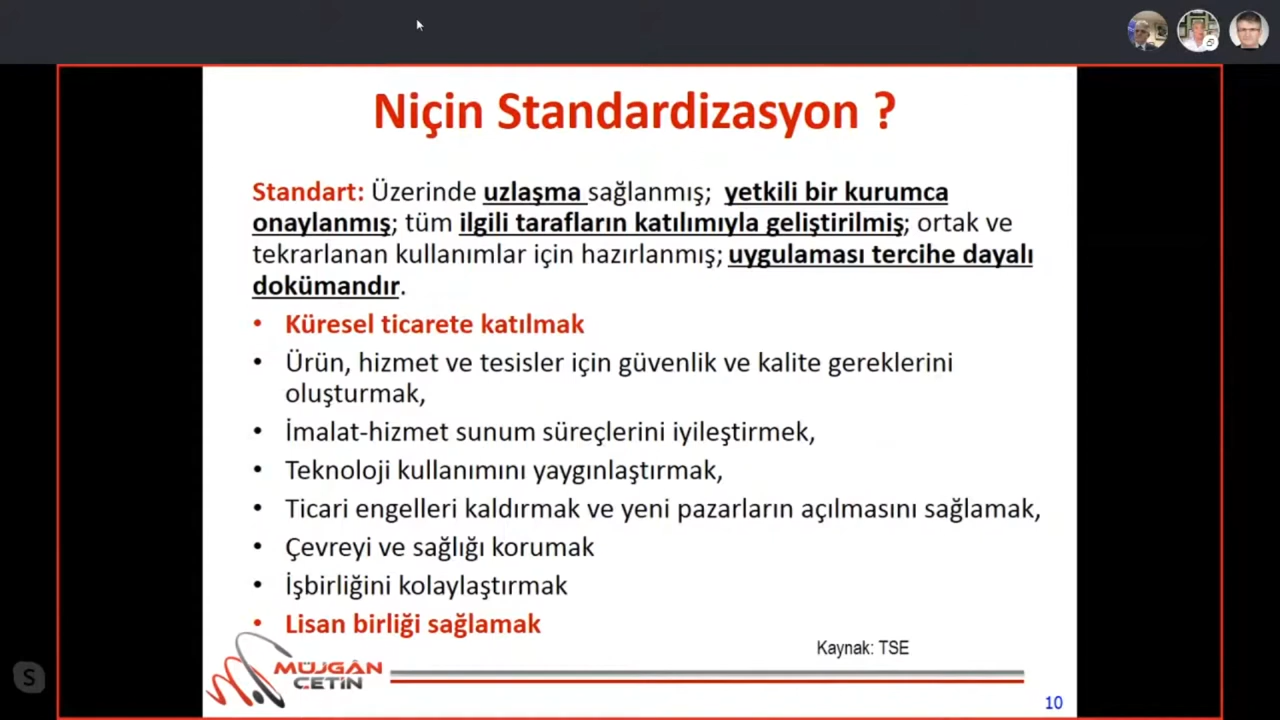 Niçin Standardizasyon ?
Standart: Üzerinde uzlaşma sağlanmış; yetkili bir kurumca
onaylanmış; tüm ilgili tarafların katılımıyla geliştirilmiş; ortak ve
tekrarlanan kullanımlar için hazırlanmış; uygulaması tercihe dayalı
dokümandır.
• Küresel ticarete katılmak
• Ürün, hizmet ve tesisler için güvenlik ve kalite gereklerini
oluşturmak,
• İmalat-hizmet sunum süreçlerini iyileştirmek,
• Teknoloji kullanımını yaygınlaştırmak,
• Ticari engelleri kaldırmak ve yeni pazarların açılmasını sağlamak,
• Çevreyi ve sağlığı korumak
• İşbirliğini kolaylaştırmak
• Lisan birliği sağlamak
Kaynak: TSE
MÜJGÂN
ÇETİN
S
10